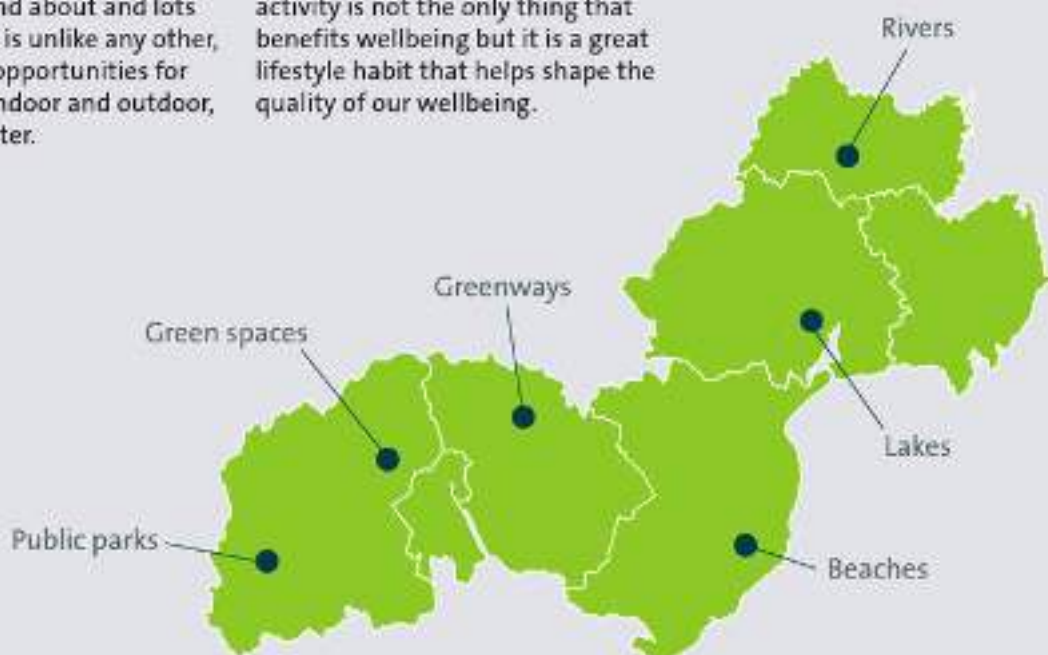 nd about and lots
is unlike any other,
opportunities for
ndoor and outdoor,
ter.
activity is not the only thing that
benefits wellbeing but it is a great
lifestyle habit that helps shape the
quality of our wellbeing.
Rivers
Greenways
Green spaces
Lakes
Public parks
Beaches